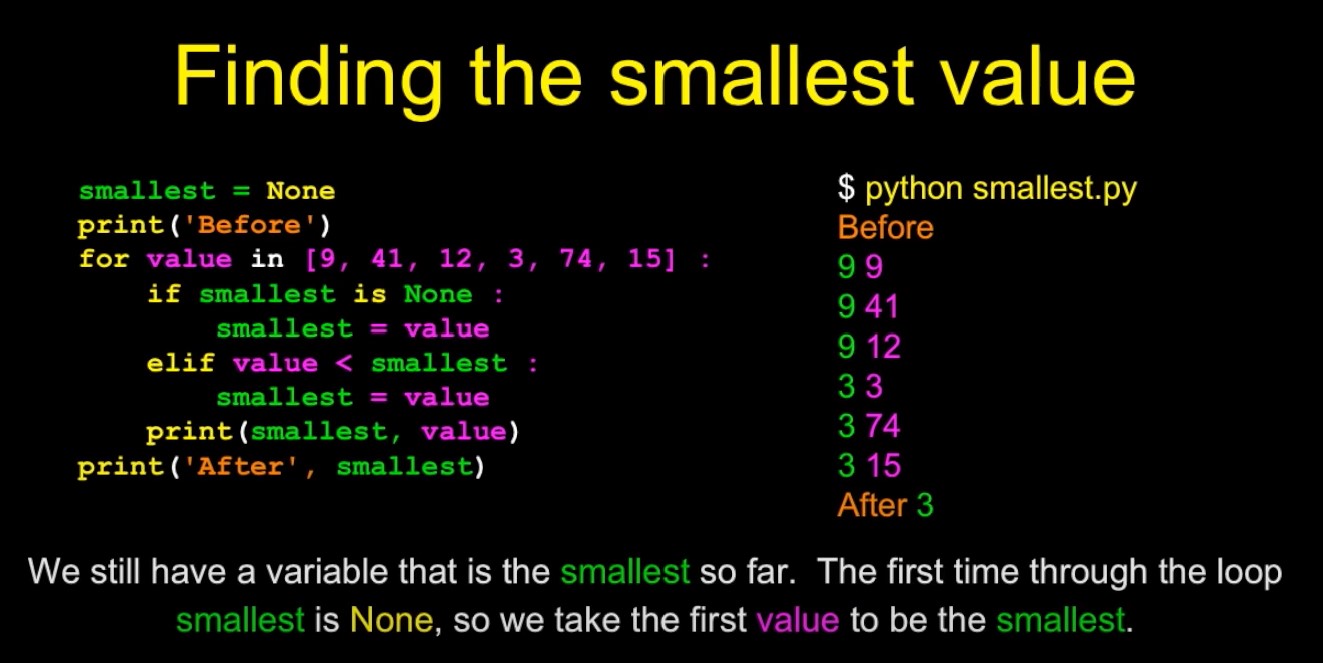 Finding the smallest value
smallest = None
print('Before')
for value in [9, 41, 12, 3, 74, 15] :
    if smallest is None :
        smallest = value
    elif value < smallest :
        smallest = value
    print(smallest, value)
print('After', smallest)
$ python smallest.py
Before
9 9
9 41
9 12
3 3
3 74
3 15
After 3
We still have a variable that is the smallest so far.  The first time through the loop
smallest is None, so we take the first value to be the smallest.